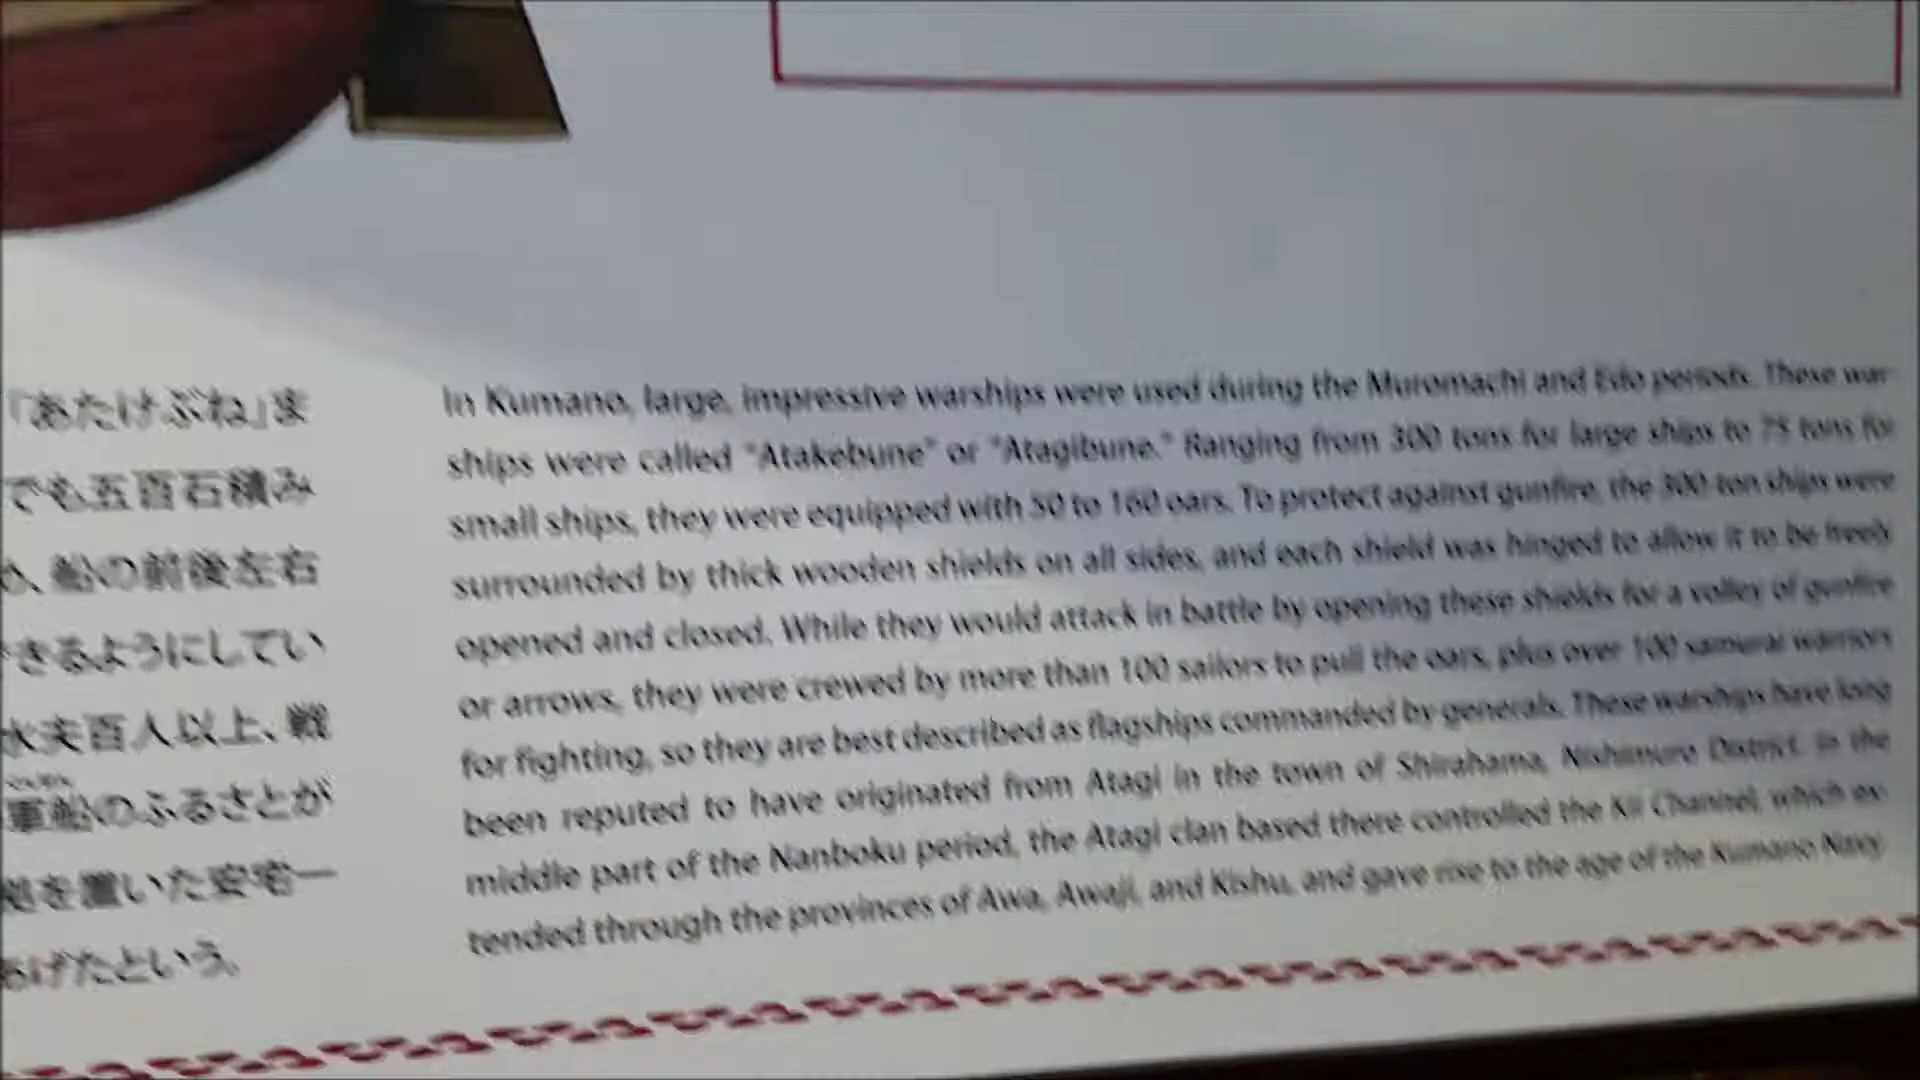 「あたけぶね」ま
でも五百石積み
め、船の前後左右
できるようにしてい
水夫百人以上、戦
軍船のふるさとが
拠を置いた安宅一
あげたという。
In Kumano, large, impressive warships were used during the Muromachi and Edo periods. These war-
ships were called "Atakebune" or "Atagibune." Ranging from 300 tons for large ships to 75 tons for
small ships, they were equipped with 50 to 160 oars. To protect against gunfire, the 300-ton ships were
surrounded by thick wooden shields on all sides, and each shield was hinged to allow it to be freely
opened and closed. While they would attack in battle by opening these shields for a volley of gunfire
or arrows, they were crewed by more than 100 sailors to pull the oars, plus over 100 samurai warriors
for fighting, so they are best described as flagships commanded by generals. These warships have long
been reputed to have originated from Atagi in the town of Shirahama, Nishimuro District. In the
middle part of the Nanboku period, the Atagi clan based there controlled the Kii Channel, which ex-
tended through the provinces of Awa, Awaji, and Kishu, and gave rise to the age of the Kumano Navy.